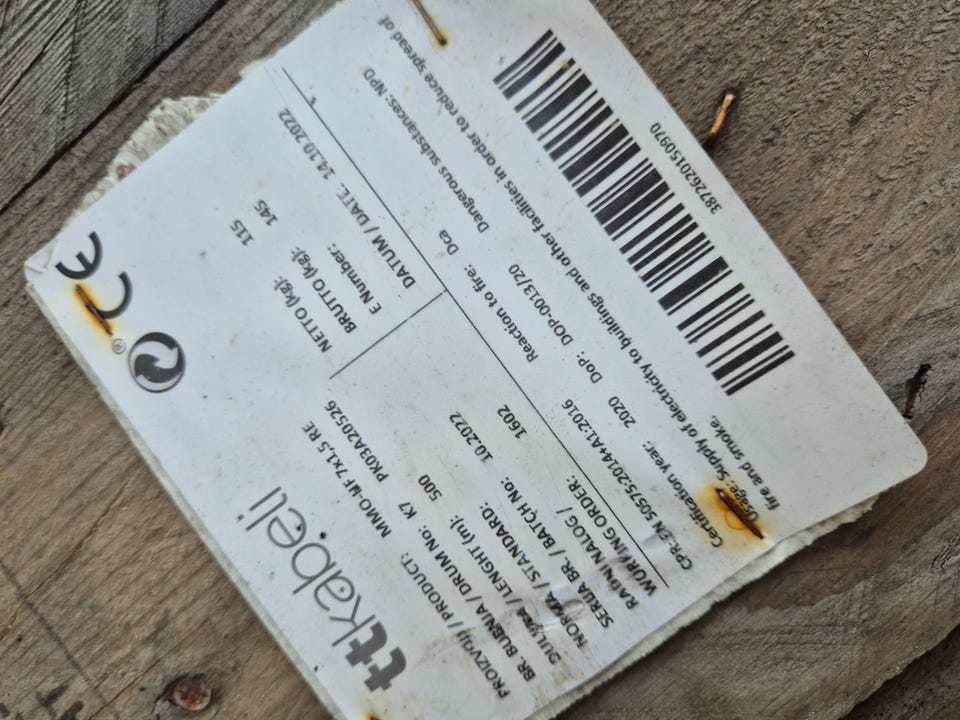 ttkabeli ® CE
PROIZVOD / PRODUCT: MMO-UF 7x1,5 RE
BR. BUBNJA / DRUM No: K7 PK03A20526 NETTO (kg): 115
/ LENGHT (m): 500 BRUTTO (kg): 145
NORMA / STANDARD: E Number:
SERIJA BR. / BATCH No: 10.2022 DATUM / DATE: 14.10.2022
RADNI NALOG / 1602
WORKING ORDER:
CPR:EN 50575:2014+A1:2016 Reaction to fire: Dca
Certification year: 2020 DoP: DOP-0013/20 Dangerous substances: NPD
Usage: Supply of electricity to buildings and other facilities in order to reduce spread of
fire and smoke.
3872620150970